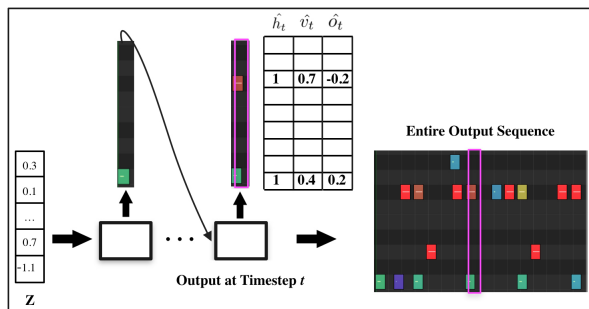 ĥₜ v̂ₜ ôₜ
1 0.7 -0.2
1 0.4 0.2
Entire Output Sequence
0.3
0.1
...
0.7
-1.1
Z
...
Output at Timestep t